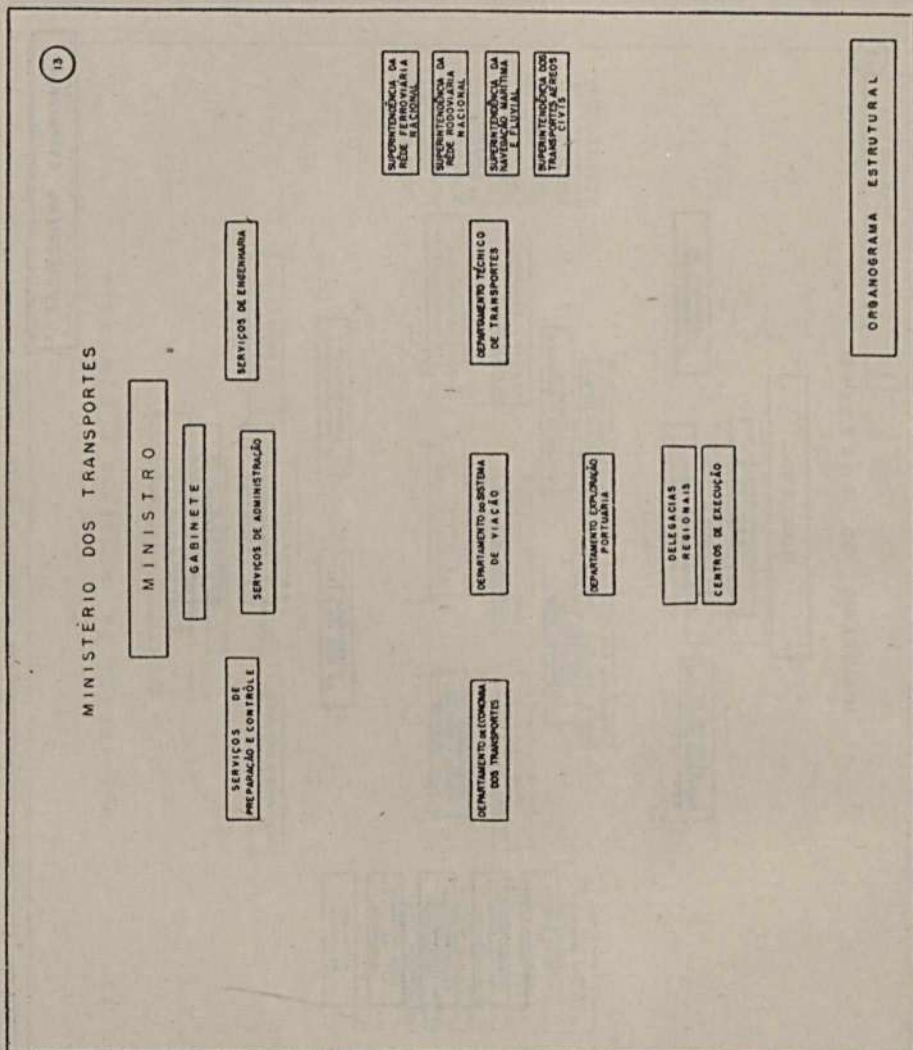 13
MINISTÉRIO DOS TRANSPORTES
MINISTRO
GABINETE
SERVIÇOS DE
PREPARAÇÃO E CONTRÔLE
SERVIÇOS DE ADMINISTRAÇÃO
SERVIÇOS DE ENGENHARIA
SUPERINTENDÊNCIA DA
RÊDE FERROVIÁRIA
NACIONAL
SUPERINTENDÊNCIA DA
RÊDE RODOVIÁRIA
NACIONAL
SUPERINTENDÊNCIA DA
NAVEGAÇÃO MARÍTIMA
E FLUVIAL
SUPERINTENDÊNCIA DOS
TRANSPORTES AÉREOS
CIVÍS
DEPARTAMENTO DE ECONOMIA
DOS TRANSPORTES
DEPARTAMENTO DO SISTEMA
DE VIAÇÃO
DEPARTAMENTO TÉCNICO
DE TRANSPORTES
DEPARTAMENTO EXPLORAÇÃO
PORTUÁRIA
DELEGACIAS
REGIONAIS
CENTROS DE EXECUÇÃO
ORGANOGRAMA ESTRUTURAL